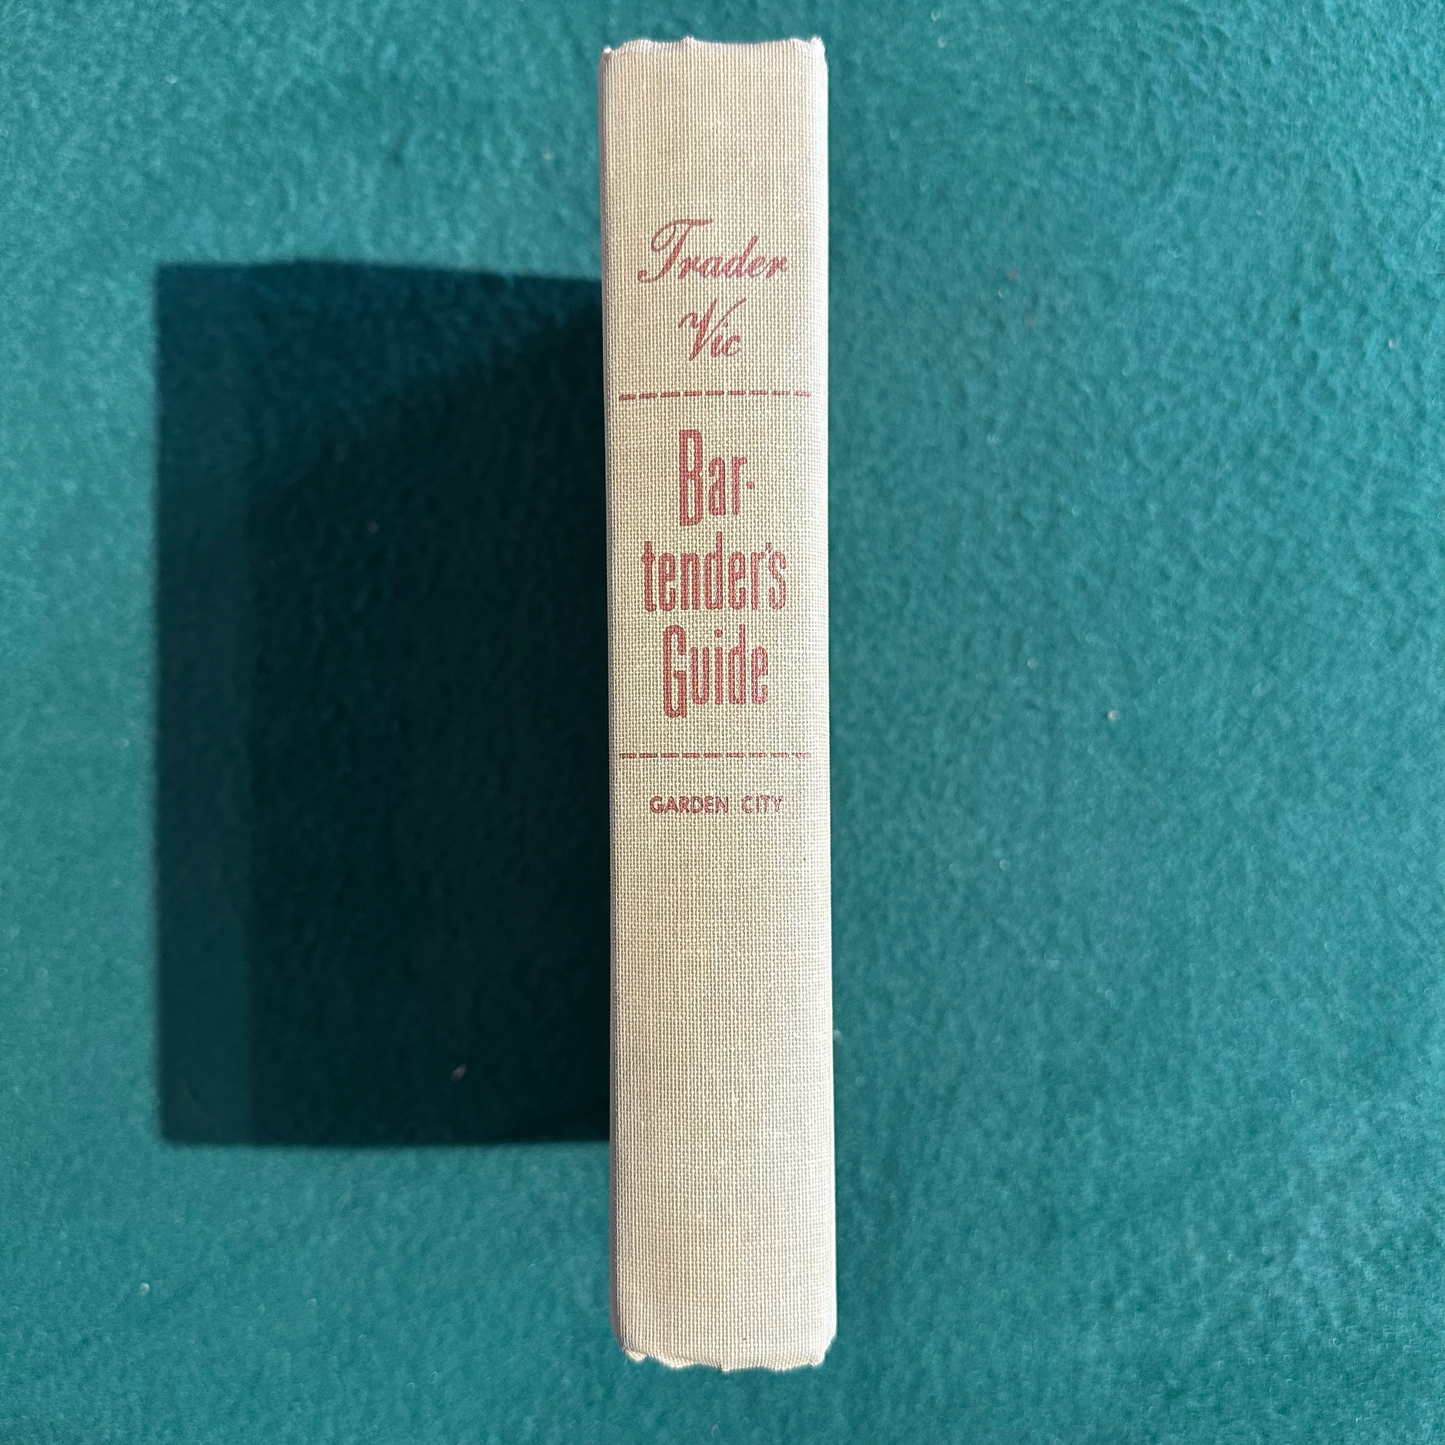 Trader
Vic
Bar-
tender's
Guide
GARDEN CITY